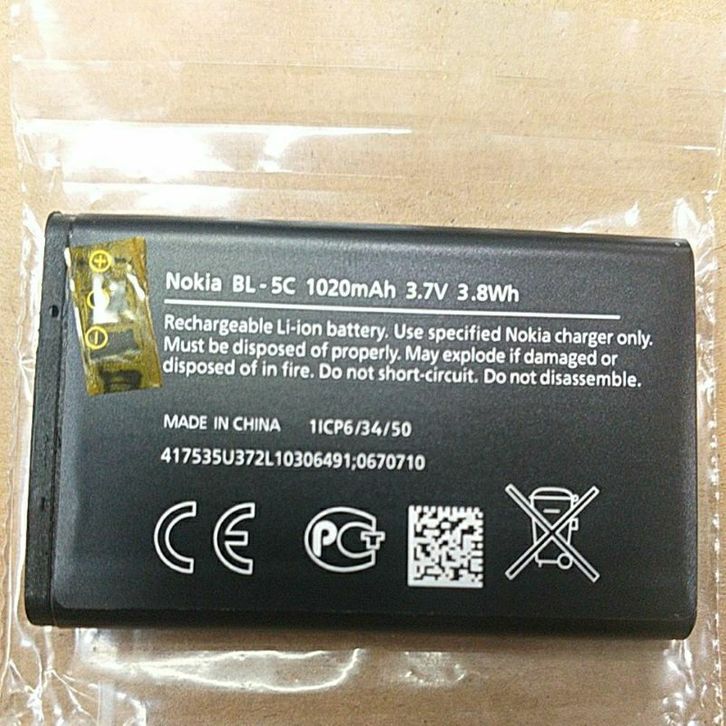 Nokia BL-5C 1020mAh 3.7V 3.8Wh
Rechargeable Li-ion battery. Use specified Nokia charger only.
Must be disposed of properly. May explode if damaged or
disposed of in fire. Do not short-circuit. Do not disassemble.
MADE IN CHINA 1ICP6/34/50
417535U372L10306491;0670710
CE PCT